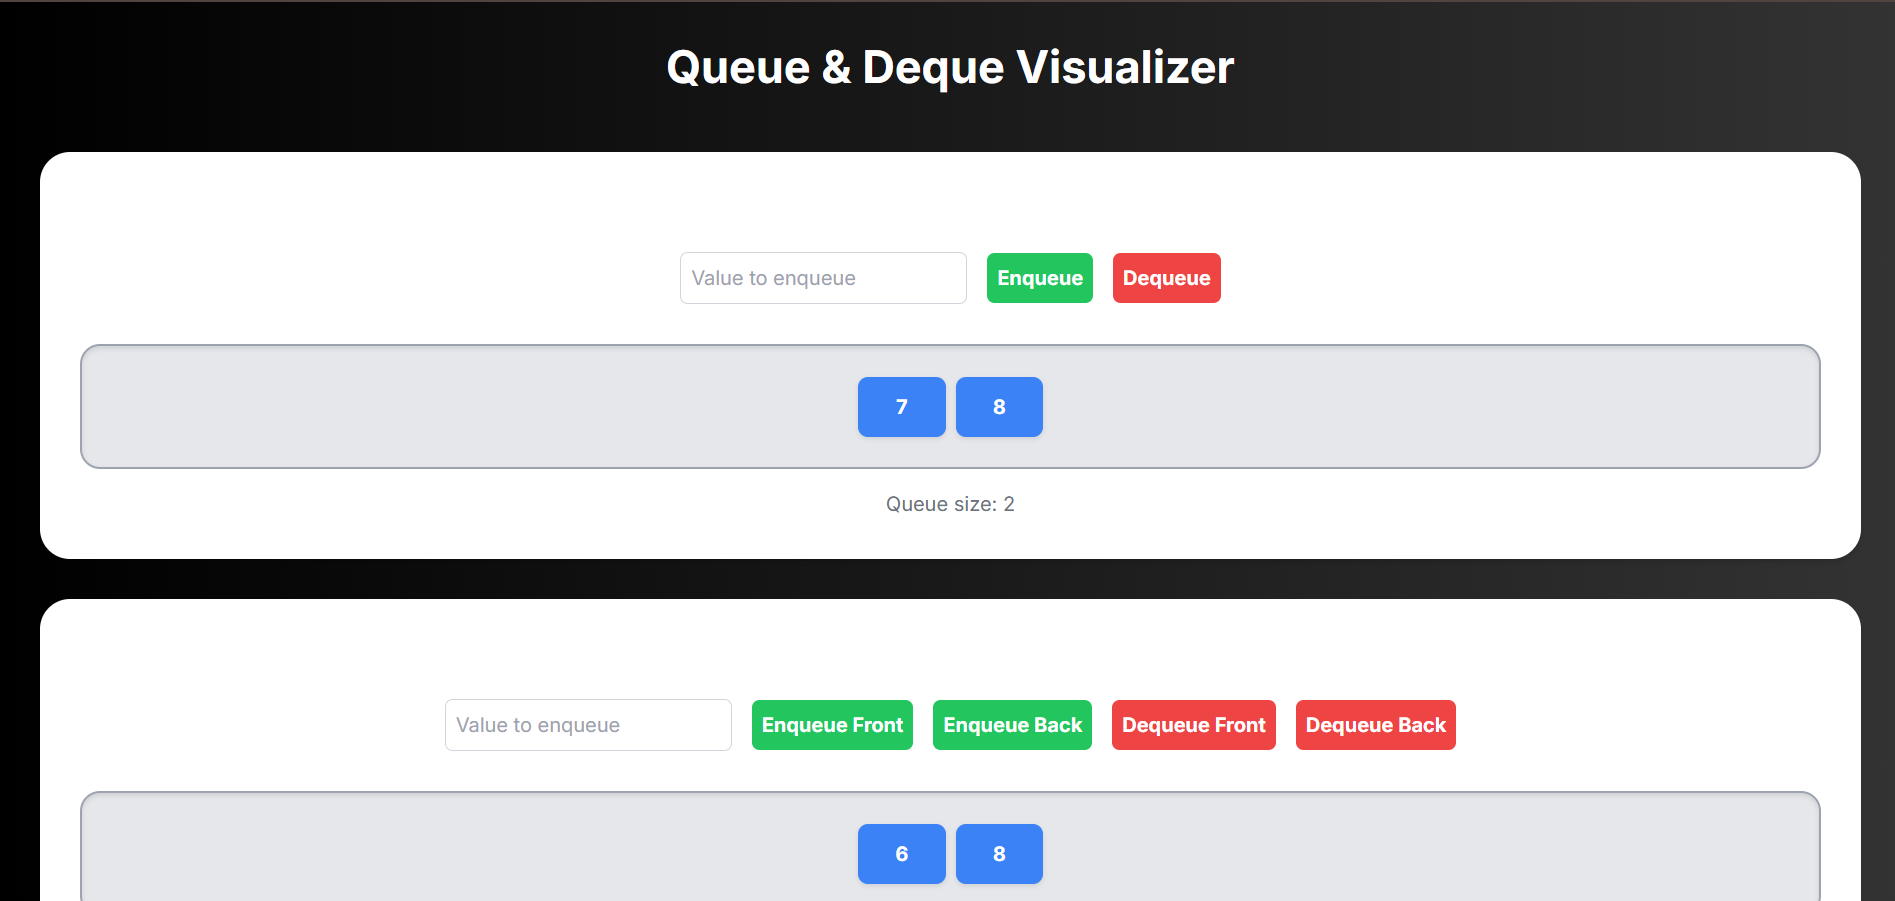 Queue & Deque Visualizer
Value to enqueue Enqueue Dequeue
7 8
Queue size: 2
Value to enqueue Enqueue Front Enqueue Back Dequeue Front Dequeue Back
6 8